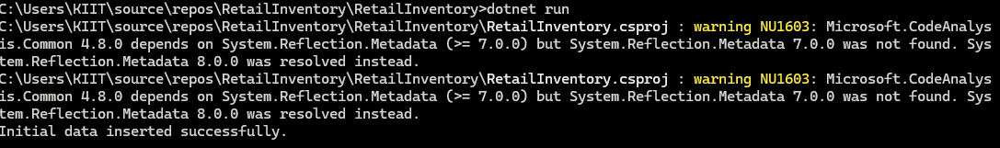 C:\Users\KIIT\source\repos\RetailInventory\RetailInventory>dotnet run
C:\Users\KIIT\source\repos\RetailInventory\RetailInventory\RetailInventory.csproj : warning NU1603: Microsoft.CodeAnalys
is.Common 4.8.0 depends on System.Reflection.Metadata (>= 7.0.0) but System.Reflection.Metadata 7.0.0 was not found. Sys
tem.Reflection.Metadata 8.0.0 was resolved instead.
C:\Users\KIIT\source\repos\RetailInventory\RetailInventory\RetailInventory.csproj : warning NU1603: Microsoft.CodeAnalys
is.Common 4.8.0 depends on System.Reflection.Metadata (>= 7.0.0) but System.Reflection.Metadata 7.0.0 was not found. Sys
tem.Reflection.Metadata 8.0.0 was resolved instead.
Initial data inserted successfully.